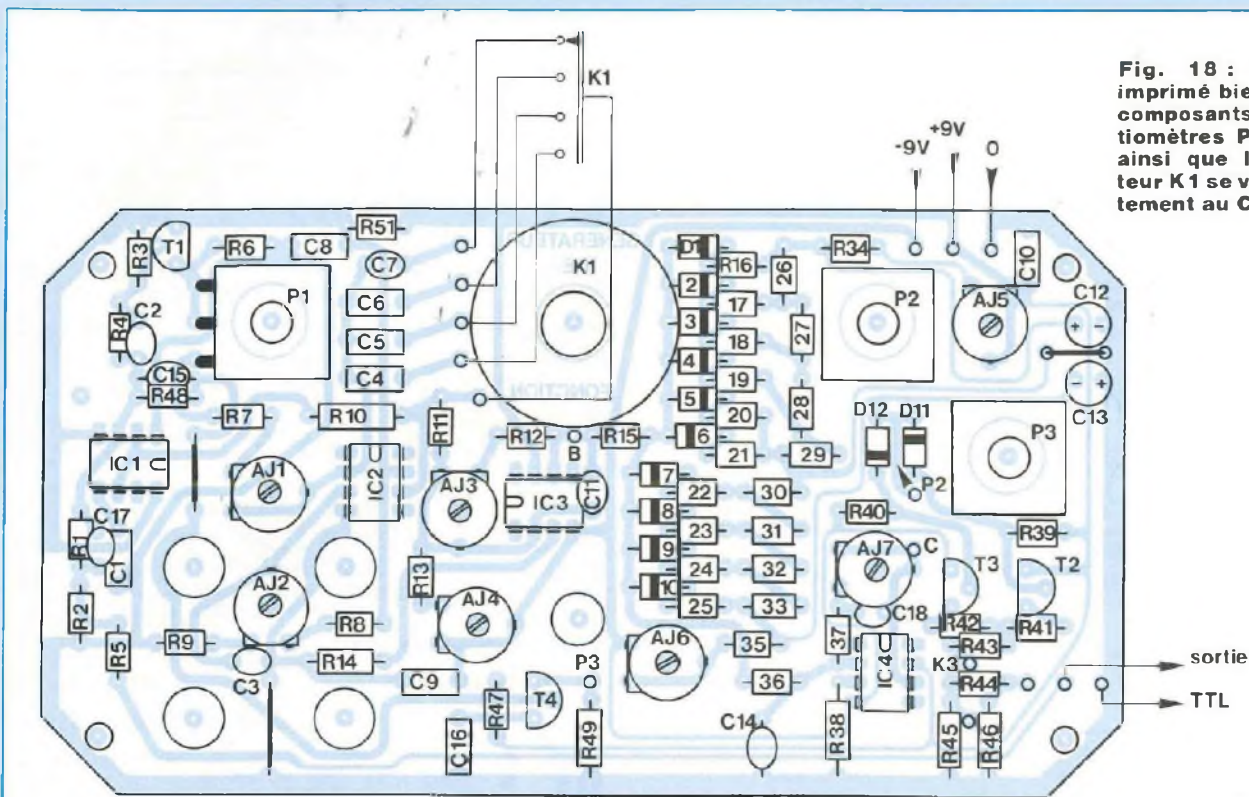 Fig. 18 :
imprimé bie
composants
tiomètres P
ainsi que l
teur K1 se v
tement au C
K1
-9V +9V 0
R3 T1 R6 C8 R51 C7 K1 D1 R16 26 R34 C10
P1 C6 2 17 P2 AJ5 C12
R4 C2 C5 3 18 27 + -
C15 C4 4 19 - +
R48 5 20 28 C13
R7 R10 R11 R12 B R15 6 21 29 D12 D11 P3
IC1 AJ1 IC2 AJ3 IC3 C11 7 22 30 P2
C17 8 23 31 R40 R39
R1 C1 R13 9 24 32 AJ7 C T3 T2
R2 AJ2 AJ4 10 25 33 C18 R42 R41
R5 R9 R8 AJ6 35 37 IC4 K3 R43
C3 R14 C9 P3 36 R44 sortie
R47 T4 TTL
C16 R49 C14 R38 R45 R46
GENERATEUR
FONCTION